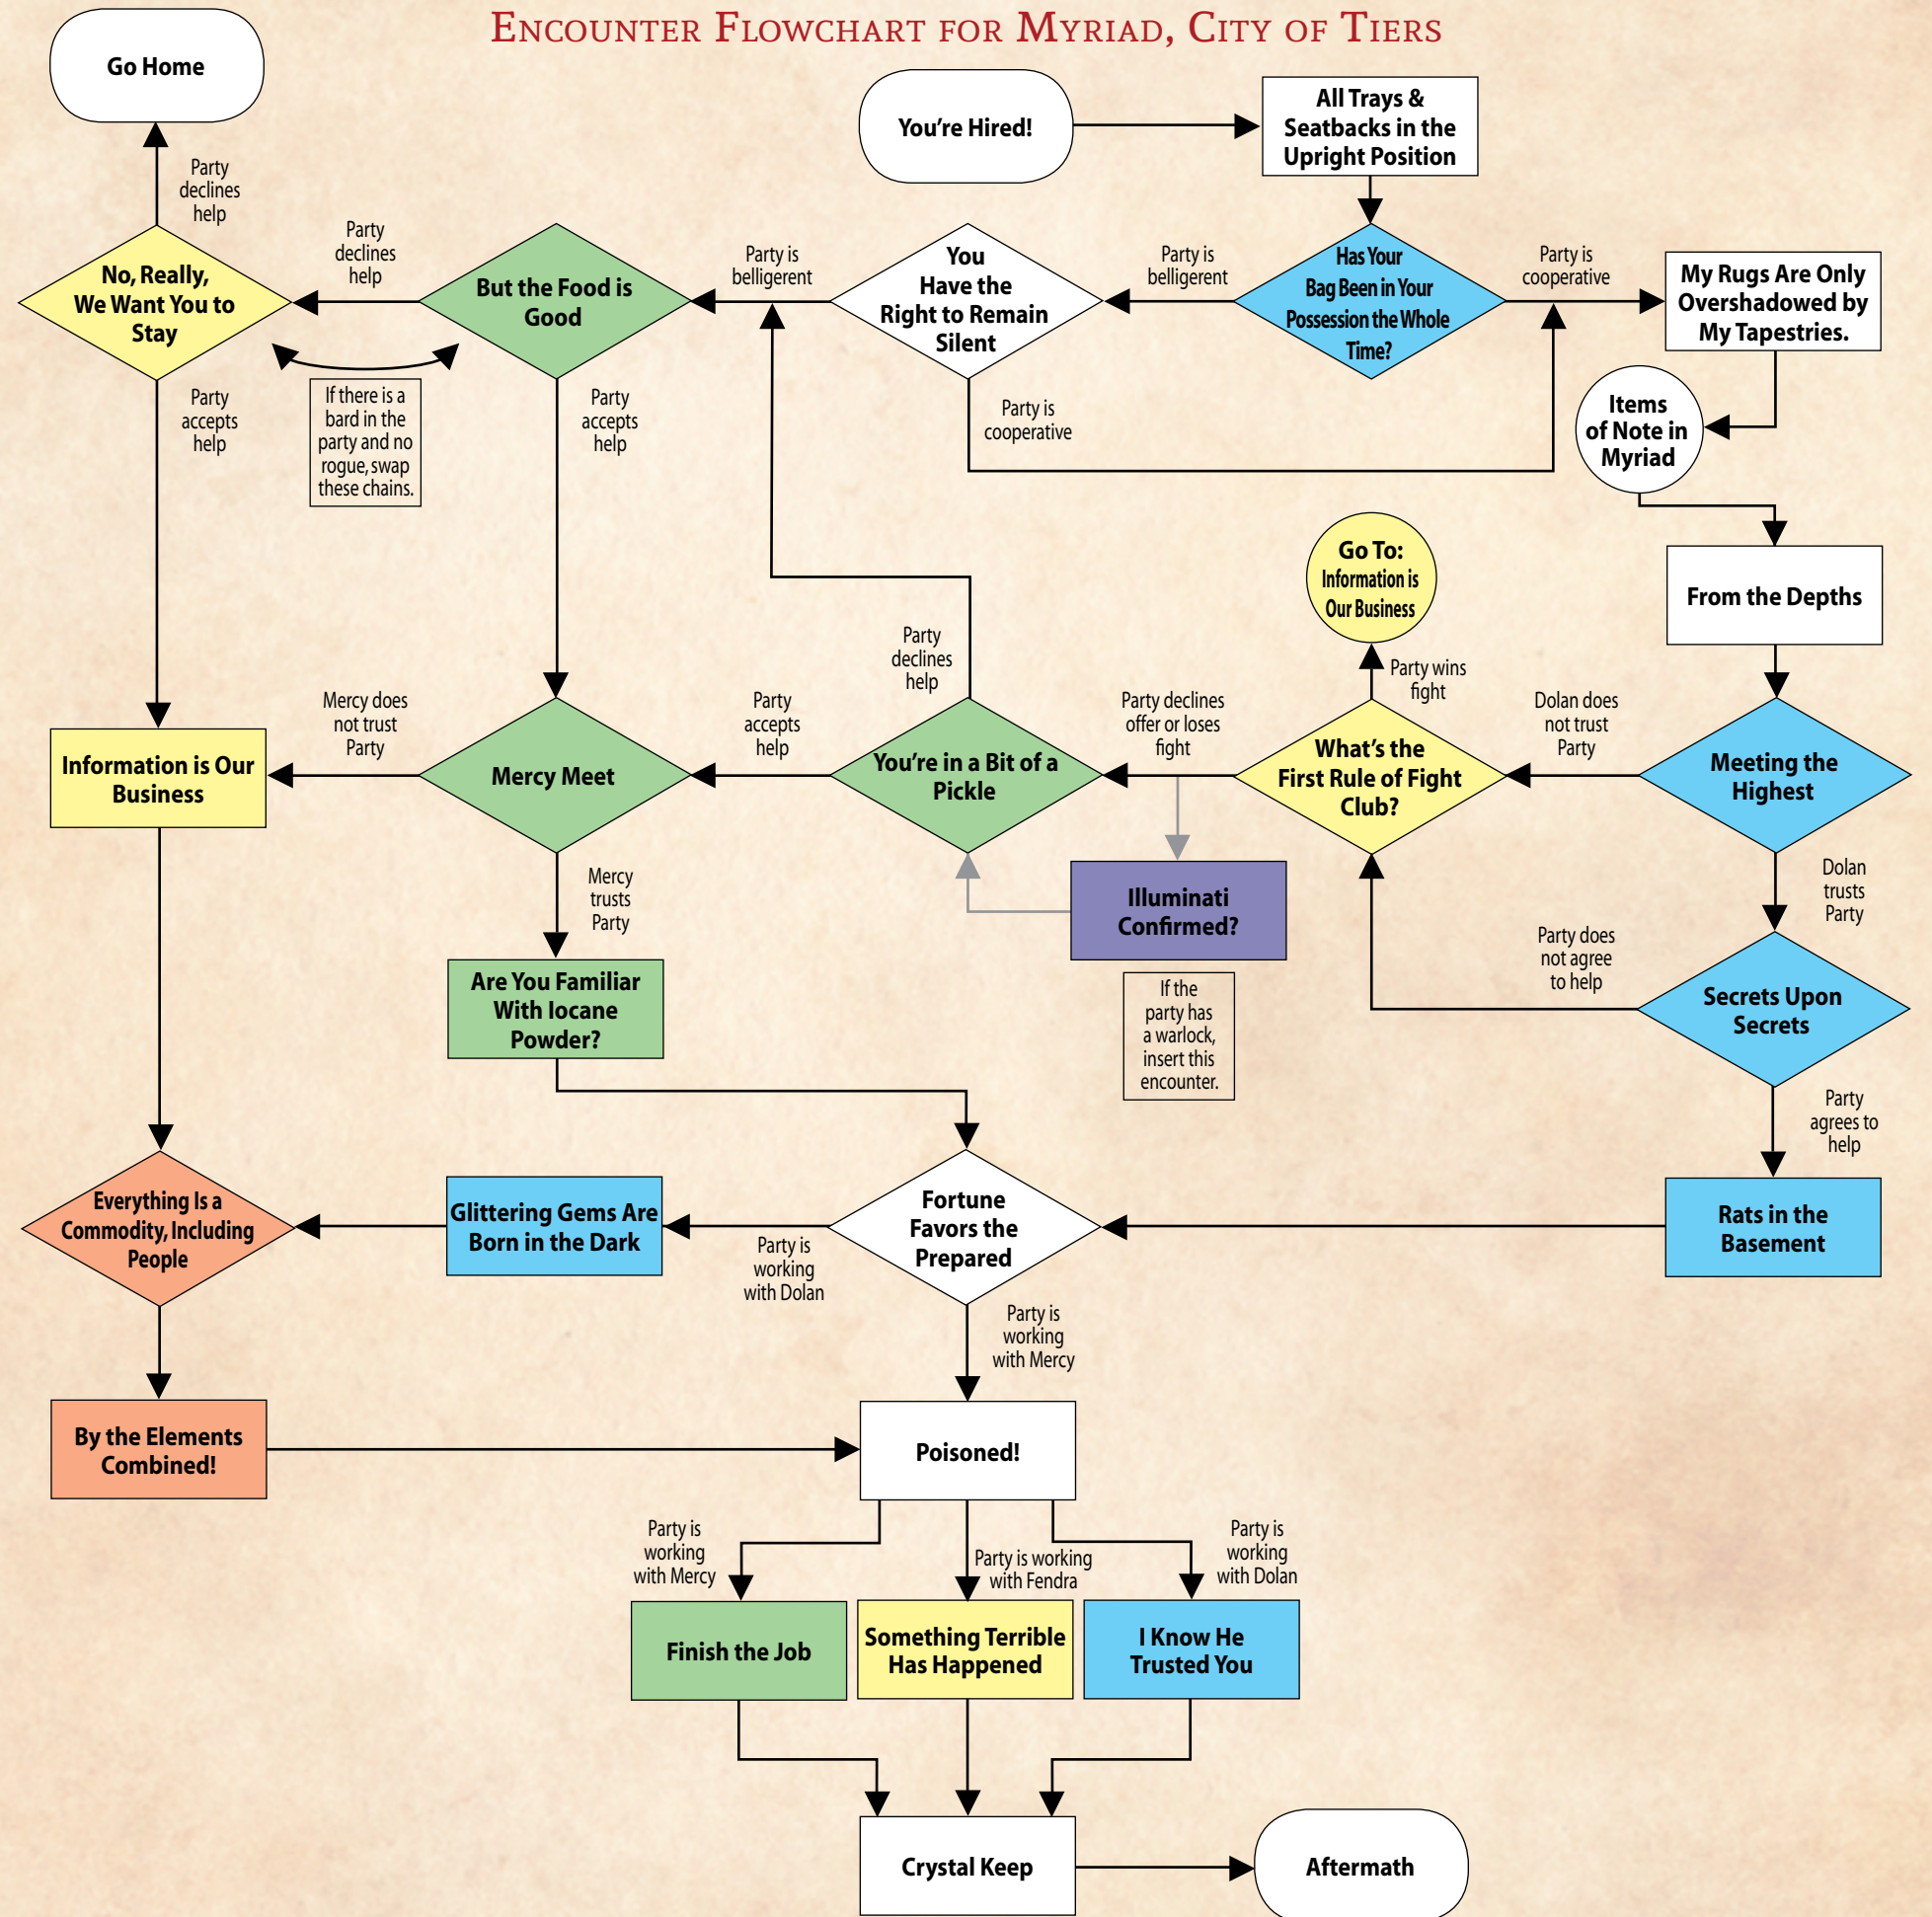 ENCOUNTER FLOWCHART FOR MYRIAD, CITY OF TIERS
Go Home
You're Hired!
All Trays &
Seatbacks in the
Upright Position
Party
declines
help
No, Really,
We Want You to
Stay
Party
declines
help
But the Food is
Good
Party is
belligerent
You
Have the
Right to Remain
Silent
Party is
belligerent
Has Your
Bag Been in Your
Possession the Whole
Time?
Party is
cooperative
My Rugs Are Only
Overshadowed by
My Tapestries.
Party
accepts
help
If there is a
bard in the
party and no
rogue, swap
these chains.
Party
accepts
help
Party is
cooperative
Items
of Note in
Myriad
Go To:
Information is
Our Business
From the Depths
Party
declines
help
Party wins
fight
Mercy does
not trust
Party
Party
accepts
help
Party declines
offer or loses
fight
Dolan does
not trust
Party
Information is Our
Business
Mercy Meet
You're in a Bit of a
Pickle
What's the
First Rule of Fight
Club?
Meeting the
Highest
Mercy
trusts
Party
Illuminati
Confirmed?
Dolan
trusts
Party
Party does
not agree
to help
Are You Familiar
With Iocane
Powder?
If the
party has
a warlock,
insert this
encounter.
Secrets Upon
Secrets
Party
agrees to
help
Everything Is a
Commodity, Including
People
Glittering Gems Are
Born in the Dark
Party is
working
with Dolan
Fortune
Favors the
Prepared
Rats in the
Basement
Party is
working
with Mercy
By the Elements
Combined!
Poisoned!
Party is
working
with Mercy
Party is working
with Fendra
Party is
working
with Dolan
Finish the Job
Something Terrible
Has Happened
I Know He
Trusted You
Crystal Keep
Aftermath